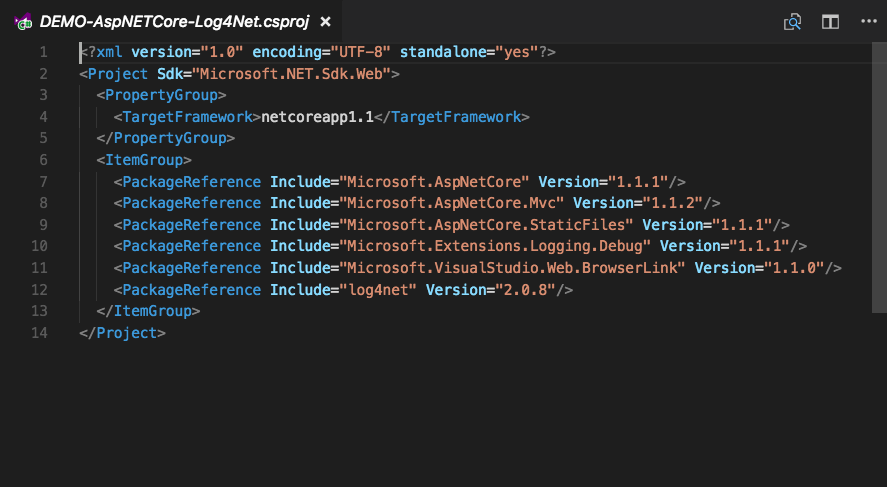 DEMO-AspNETCore-Log4Net.csproj
1 <?xml version="1.0" encoding="UTF-8" standalone="yes"?>
2 <Project Sdk="Microsoft.NET.Sdk.Web">
3 <PropertyGroup>
4 <TargetFramework>netcoreapp1.1</TargetFramework>
5 </PropertyGroup>
6 <ItemGroup>
7 <PackageReference Include="Microsoft.AspNetCore" Version="1.1.1"/>
8 <PackageReference Include="Microsoft.AspNetCore.Mvc" Version="1.1.2"/>
9 <PackageReference Include="Microsoft.AspNetCore.StaticFiles" Version="1.1.1"/>
10 <PackageReference Include="Microsoft.Extensions.Logging.Debug" Version="1.1.1"/>
11 <PackageReference Include="Microsoft.VisualStudio.Web.BrowserLink" Version="1.1.0"/>
12 <PackageReference Include="log4net" Version="2.0.8"/>
13 </ItemGroup>
14 </Project>